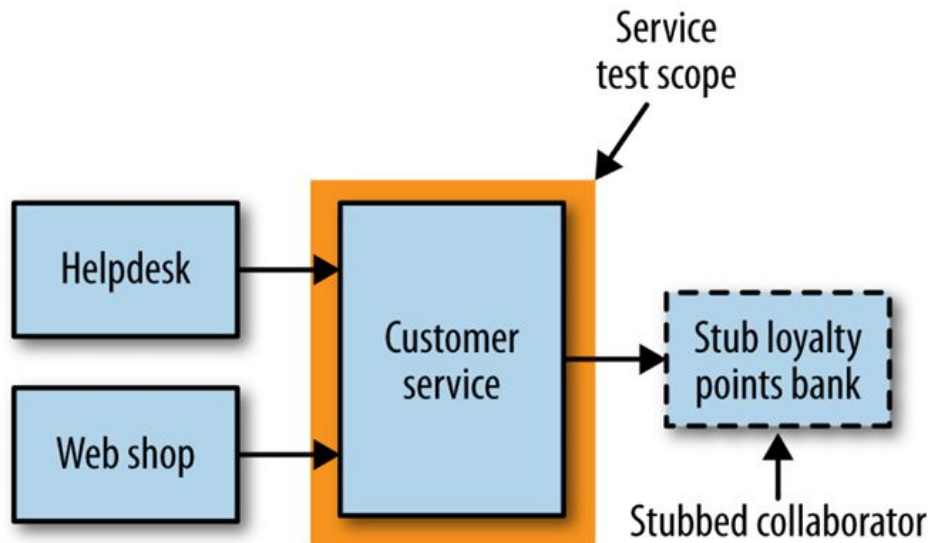 Service
test scope
Helpdesk
Customer
service
Stub loyalty
points bank
Web shop
Stubbed collaborator